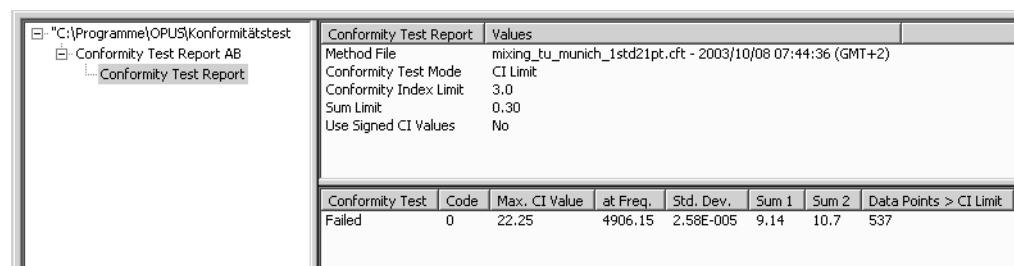 "C:\Programme\OPUS\Konformitätstest
Conformity Test Report AB
Conformity Test Report
Conformity Test Report Values
Method File mixing_tu_munich_1std21pt.cft - 2003/10/08 07:44:36 (GMT+2)
Conformity Test Mode CI Limit
Conformity Index Limit 3.0
Sum Limit 0.30
Use Signed CI Values No
Conformity Test Code Max. CI Value at Freq. Std. Dev. Sum 1 Sum 2 Data Points > CI Limit
Failed 0 22.25 4906.15 2.58E-005 9.14 10.7 537